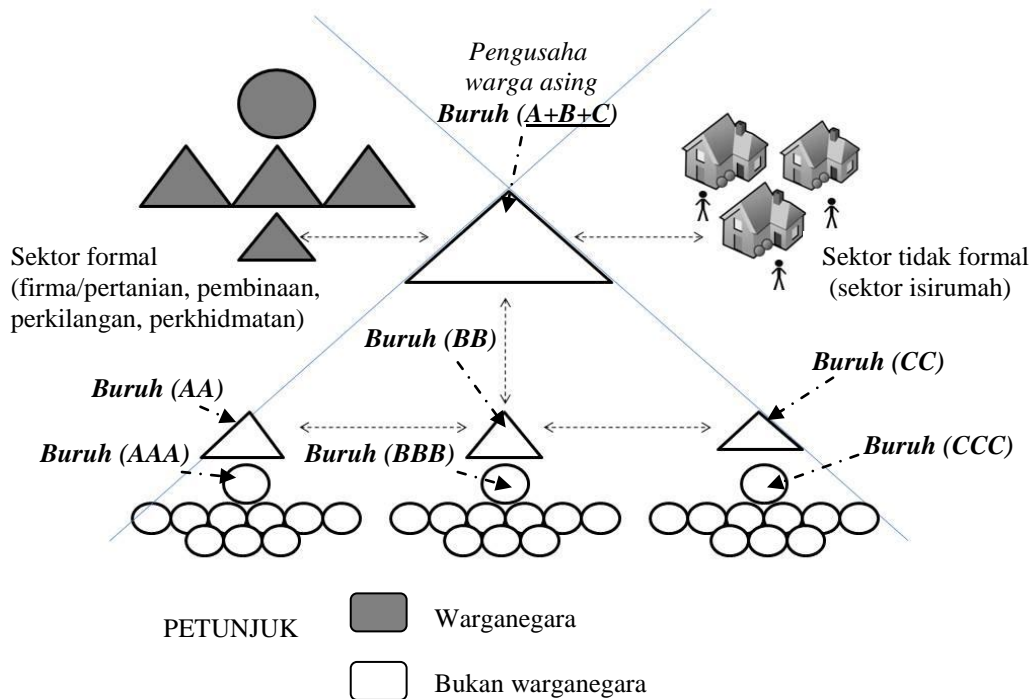 Pengusaha
warga asing
Buruh (A+B+C)
Sektor formal
(firma/pertanian, pembinaan,
perkilangan, perkhidmatan)
Sektor tidak formal
(sektor isirumah)
Buruh (BB)
Buruh (CC)
Buruh (AA)
Buruh (AAA)
Buruh (BBB)
Buruh (CCC)
PETUNJUK
Warganegara
Bukan warganegara